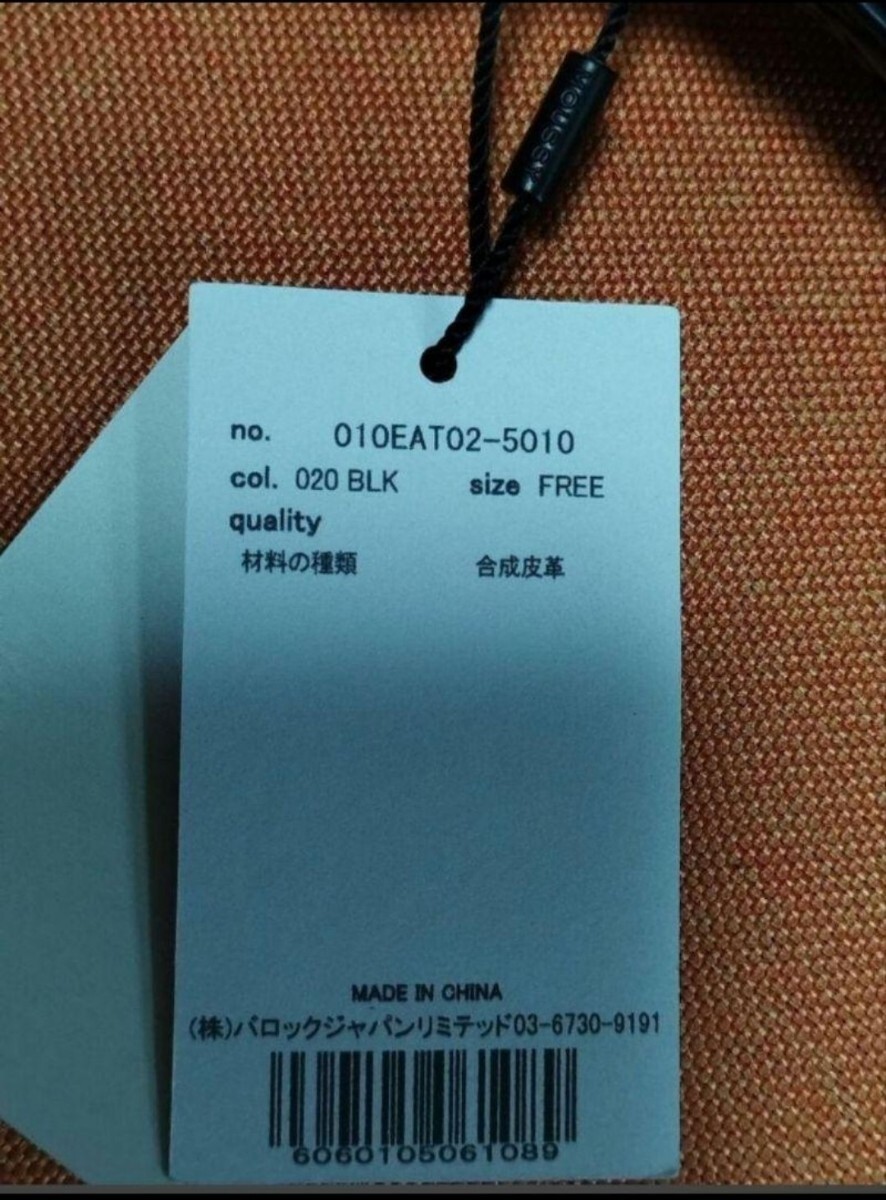 MOUSSY
no. 010EAT02-5010
col. 020 BLK size FREE
quality
材料の種類 合成皮革
MADE IN CHINA
(株)バロックジャパンリミテッド03-6730-9191
6060105061089